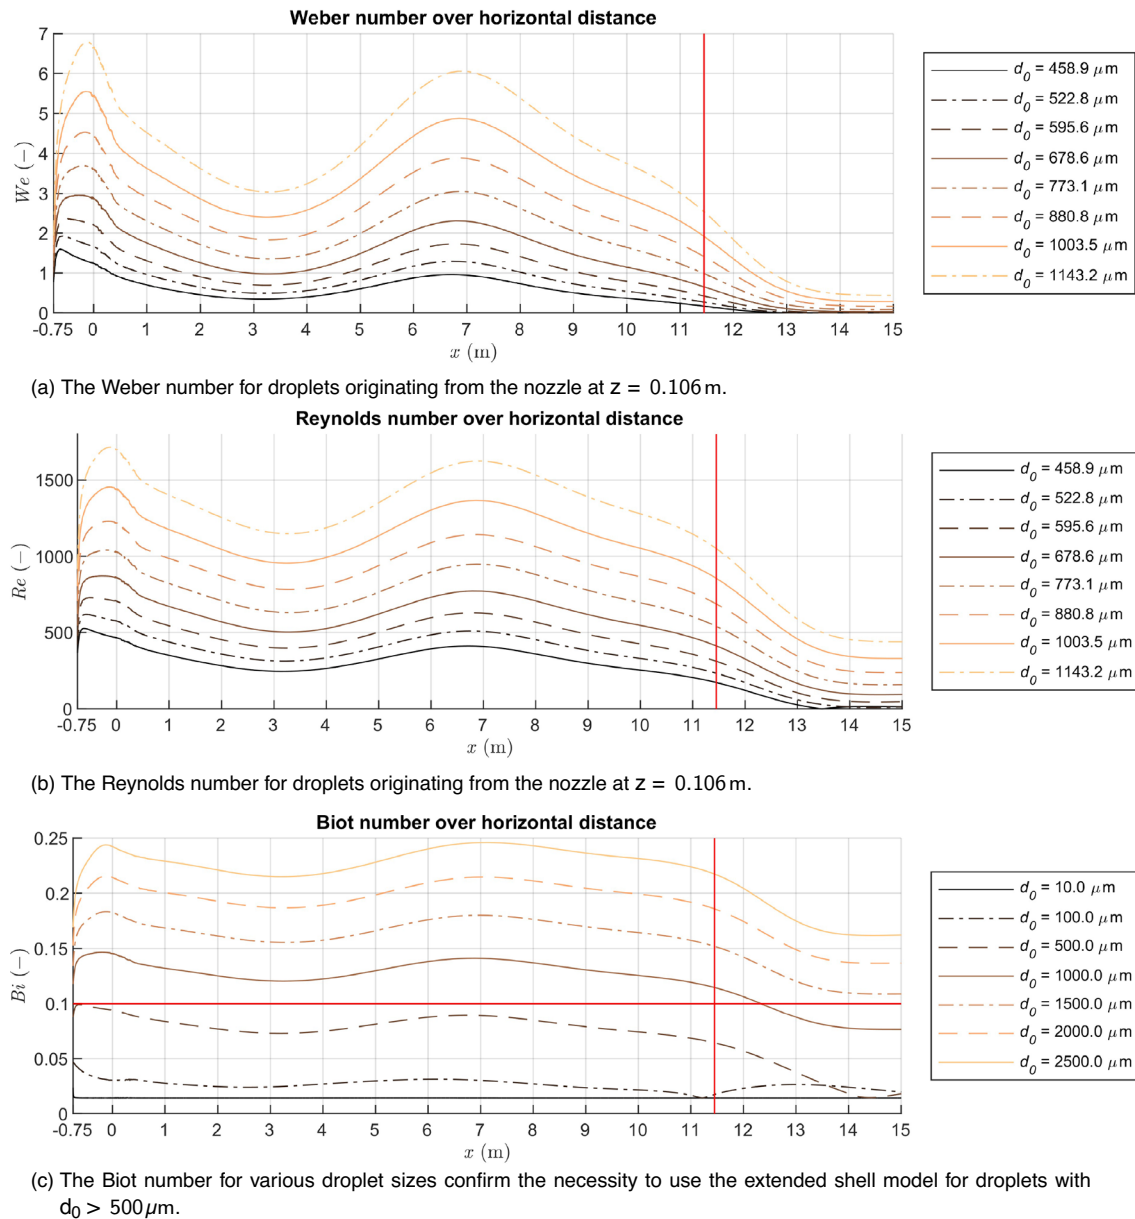 Weber number over horizontal distance
7
6
5
4
3
2
1
0
We (−)
-0.75 0 1 2 3 4 5 6 7 8 9 10 11 12 13 14 15
x (m)
d0 = 458.9 μm
d0 = 522.8 μm
d0 = 595.6 μm
d0 = 678.6 μm
d0 = 773.1 μm
d0 = 880.8 μm
d0 = 1003.5 μm
d0 = 1143.2 μm
(a) The Weber number for droplets originating from the nozzle at z = 0.106 m.
Reynolds number over horizontal distance
1500
1000
500
0
Re (−)
-0.75 0 1 2 3 4 5 6 7 8 9 10 11 12 13 14 15
x (m)
d0 = 458.9 μm
d0 = 522.8 μm
d0 = 595.6 μm
d0 = 678.6 μm
d0 = 773.1 μm
d0 = 880.8 μm
d0 = 1003.5 μm
d0 = 1143.2 μm
(b) The Reynolds number for droplets originating from the nozzle at z = 0.106 m.
Biot number over horizontal distance
0.25
0.2
0.15
0.1
0.05
0
Bi (−)
-0.75 0 1 2 3 4 5 6 7 8 9 10 11 12 13 14 15
x (m)
d0 = 10.0 μm
d0 = 100.0 μm
d0 = 500.0 μm
d0 = 1000.0 μm
d0 = 1500.0 μm
d0 = 2000.0 μm
d0 = 2500.0 μm
(c) The Biot number for various droplet sizes confirm the necessity to use the extended shell model for droplets with
d0 > 500 μm.